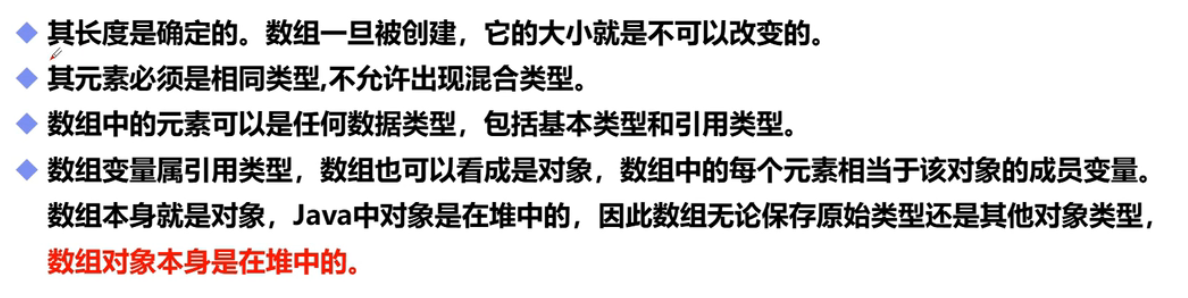 其长度是确定的。数组一旦被创建，它的大小就是不可以改变的。
其元素必须是相同类型,不允许出现混合类型。
数组中的元素可以是任何数据类型，包括基本类型和引用类型。
数组变量属引用类型，数组也可以看成是对象，数组中的每个元素相当于该对象的成员变量。
数组本身就是对象，Java中对象是在堆中的，因此数组无论保存原始类型还是其他对象类型，
数组对象本身是在堆中的。